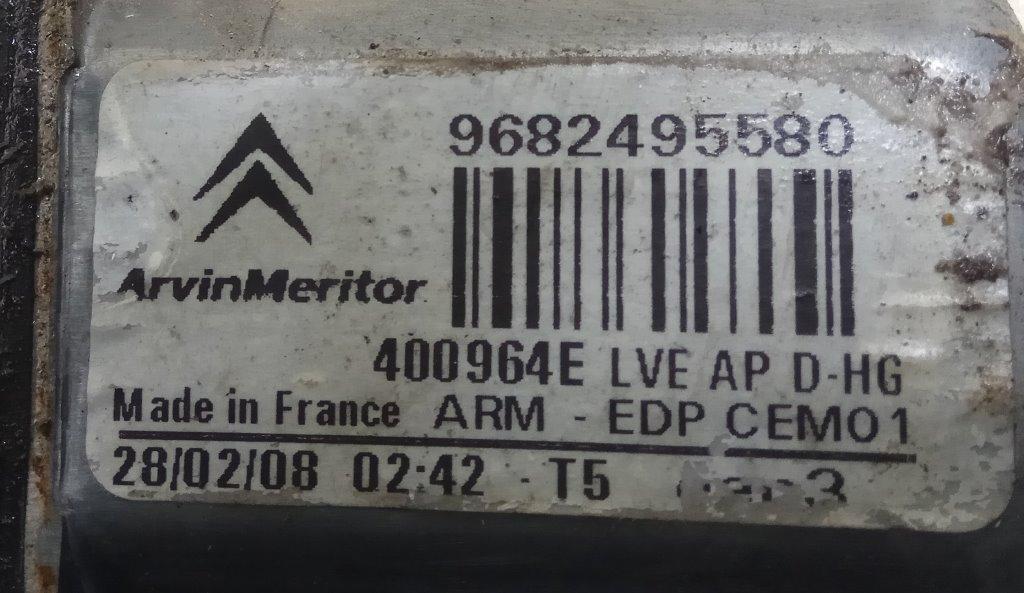 9682495580
ArvinMeritor
400964E LVE AP D-HG
Made in France ARM - EDP CEM01
28/02/08 02:42 - T5